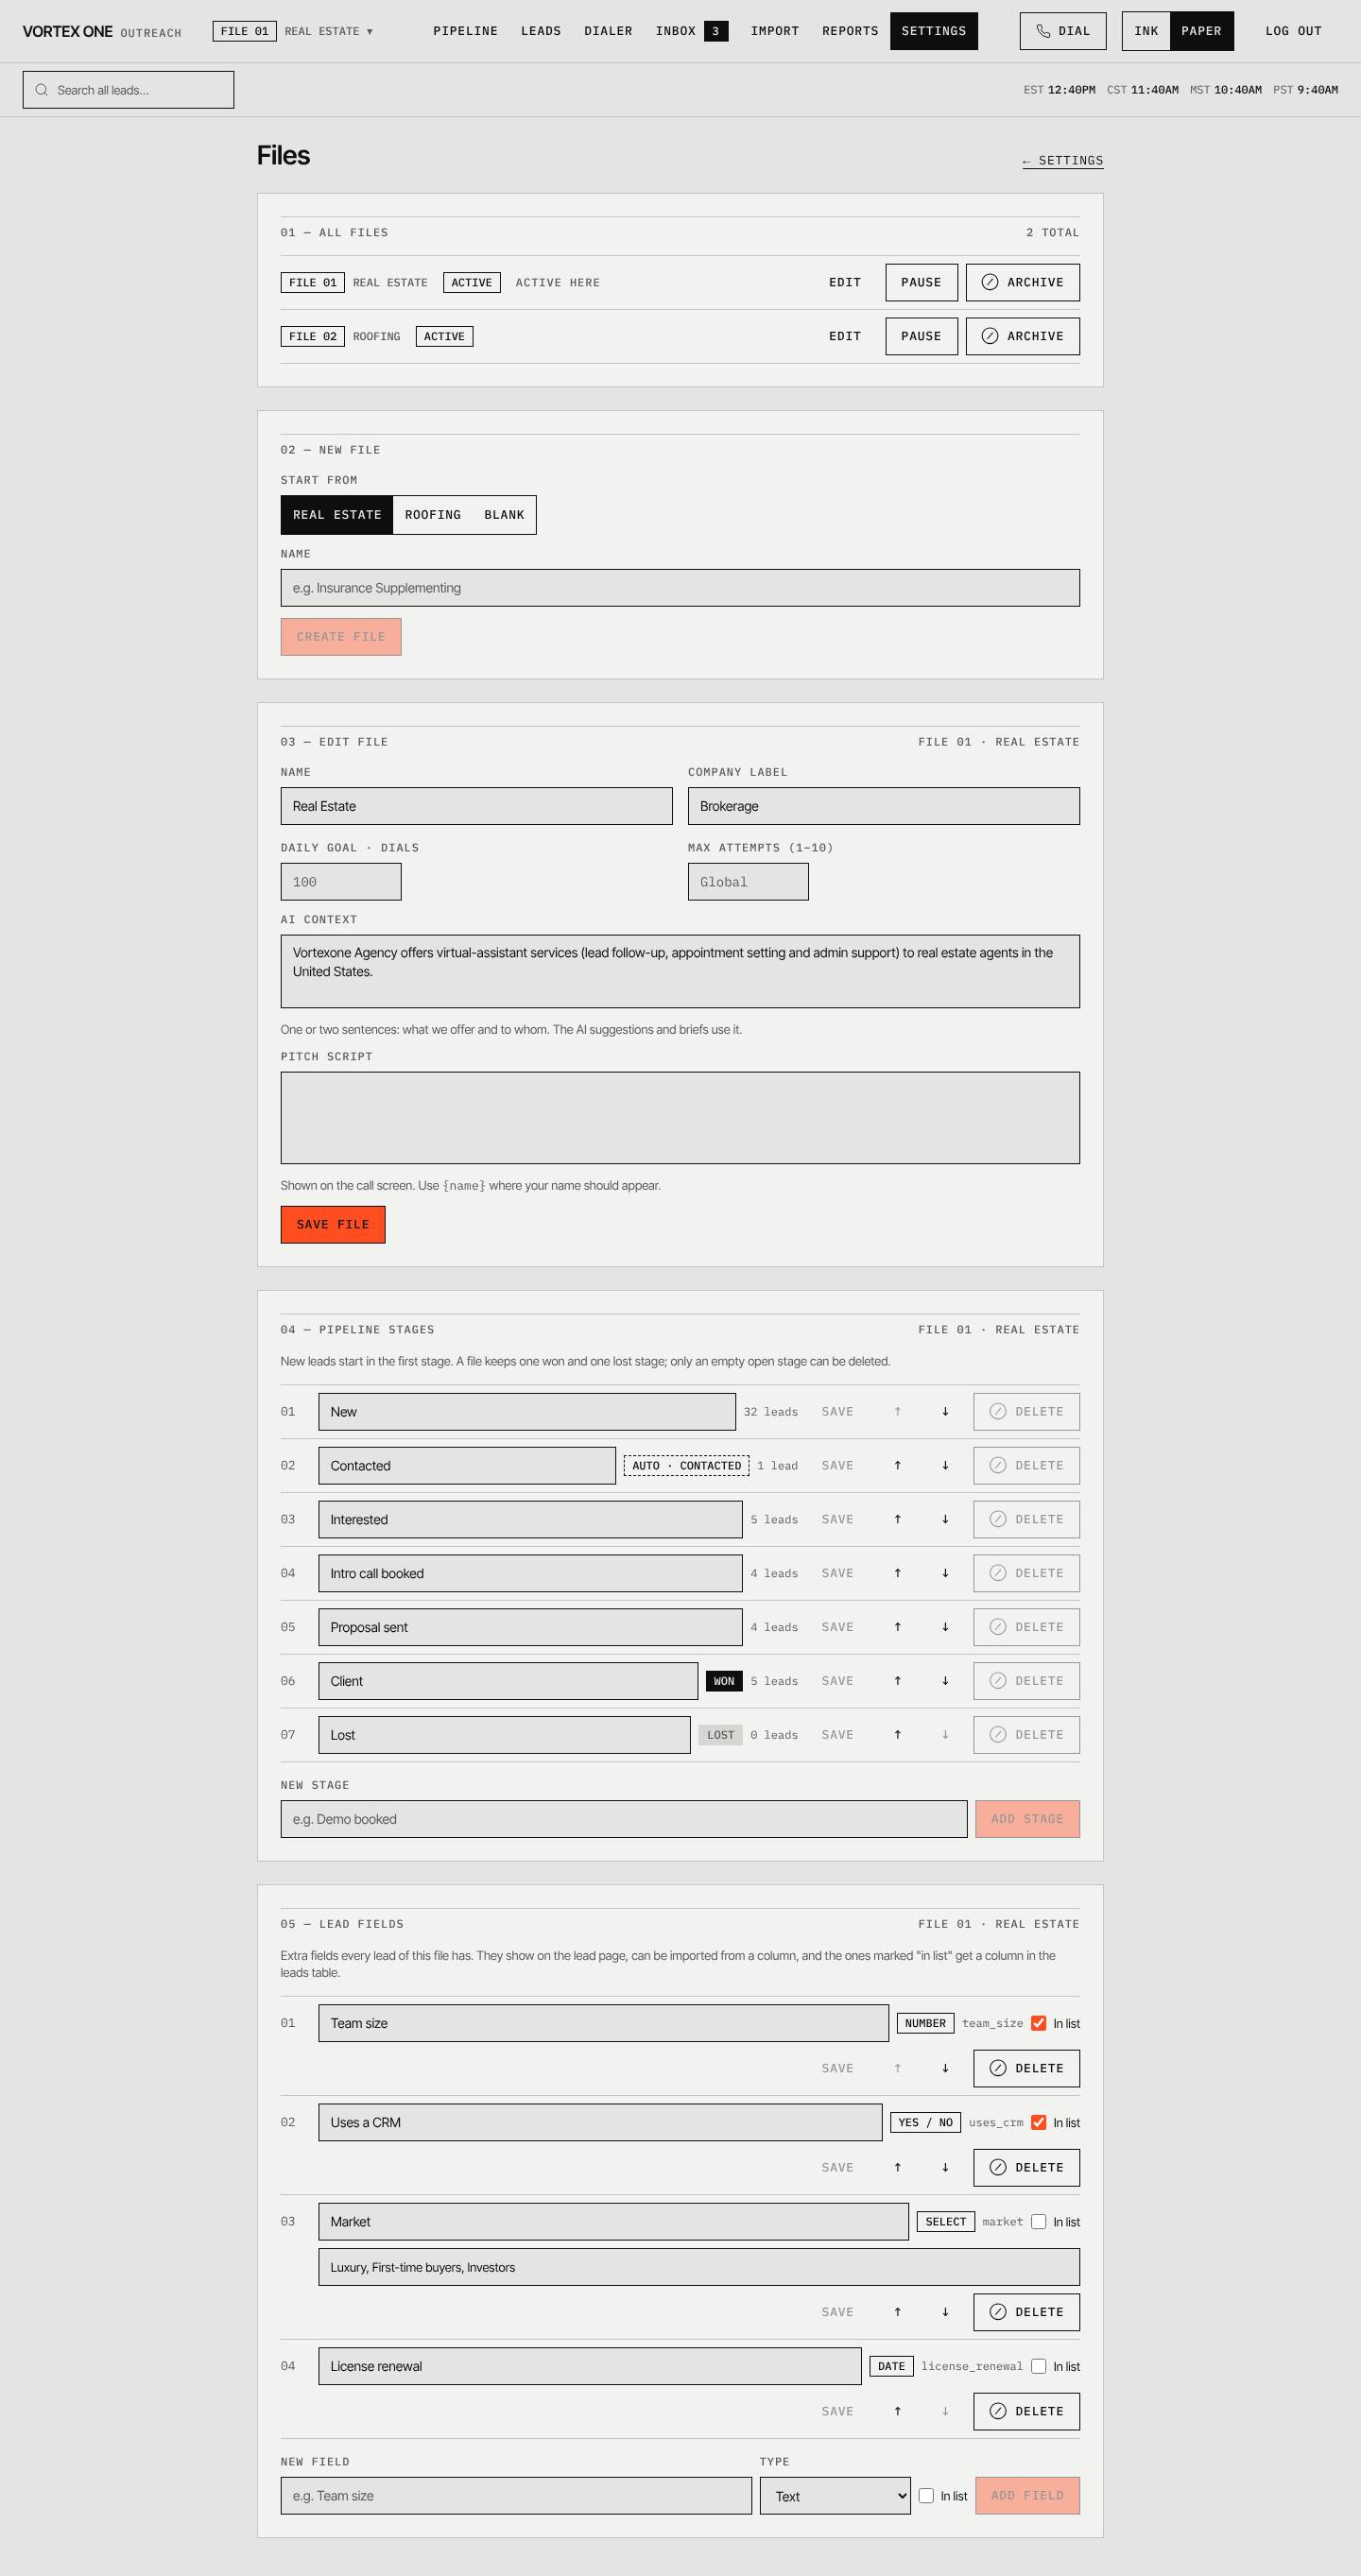 VORTEX ONE OUTREACH FILE 01 REAL ESTATE ▾ PIPELINE LEADS DIALER INBOX 3 IMPORT REPORTS SETTINGS DIAL INK PAPER LOG OUT
Search all leads… EST 12:40PM CST 11:40AM MST 10:40AM PST 9:40AM
Files ← SETTINGS
01 — ALL FILES 2 TOTAL
FILE 01 REAL ESTATE ACTIVE ACTIVE HERE EDIT PAUSE ARCHIVE
FILE 02 ROOFING ACTIVE EDIT PAUSE ARCHIVE
02 — NEW FILE
START FROM
REAL ESTATE ROOFING BLANK
NAME
e.g. Insurance Supplementing
CREATE FILE
03 — EDIT FILE FILE 01 · REAL ESTATE
NAME COMPANY LABEL
Real Estate Brokerage
DAILY GOAL · DIALS MAX ATTEMPTS (1–10)
100 Global
AI CONTEXT
Vortexone Agency offers virtual-assistant services (lead follow-up, appointment setting and admin support) to real estate agents in the
United States.
One or two sentences: what we offer and to whom. The AI suggestions and briefs use it.
PITCH SCRIPT
Shown on the call screen. Use {name} where your name should appear.
SAVE FILE
04 — PIPELINE STAGES FILE 01 · REAL ESTATE
New leads start in the first stage. A file keeps one won and one lost stage; only an empty open stage can be deleted.
01 New 32 leads SAVE ↑ ↓ DELETE
02 Contacted AUTO · CONTACTED 1 lead SAVE ↑ ↓ DELETE
03 Interested 5 leads SAVE ↑ ↓ DELETE
04 Intro call booked 4 leads SAVE ↑ ↓ DELETE
05 Proposal sent 4 leads SAVE ↑ ↓ DELETE
06 Client WON 5 leads SAVE ↑ ↓ DELETE
07 Lost LOST 0 leads SAVE ↑ ↓ DELETE
NEW STAGE
e.g. Demo booked ADD STAGE
05 — LEAD FIELDS FILE 01 · REAL ESTATE
Extra fields every lead of this file has. They show on the lead page, can be imported from a column, and the ones marked "in list" get a column in the
leads table.
01 Team size NUMBER team_size In list
SAVE ↑ ↓ DELETE
02 Uses a CRM YES / NO uses_crm In list
SAVE ↑ ↓ DELETE
03 Market SELECT market In list
Luxury, First-time buyers, Investors
SAVE ↑ ↓ DELETE
04 License renewal DATE license_renewal In list
SAVE ↑ ↓ DELETE
NEW FIELD TYPE
e.g. Team size Text In list ADD FIELD